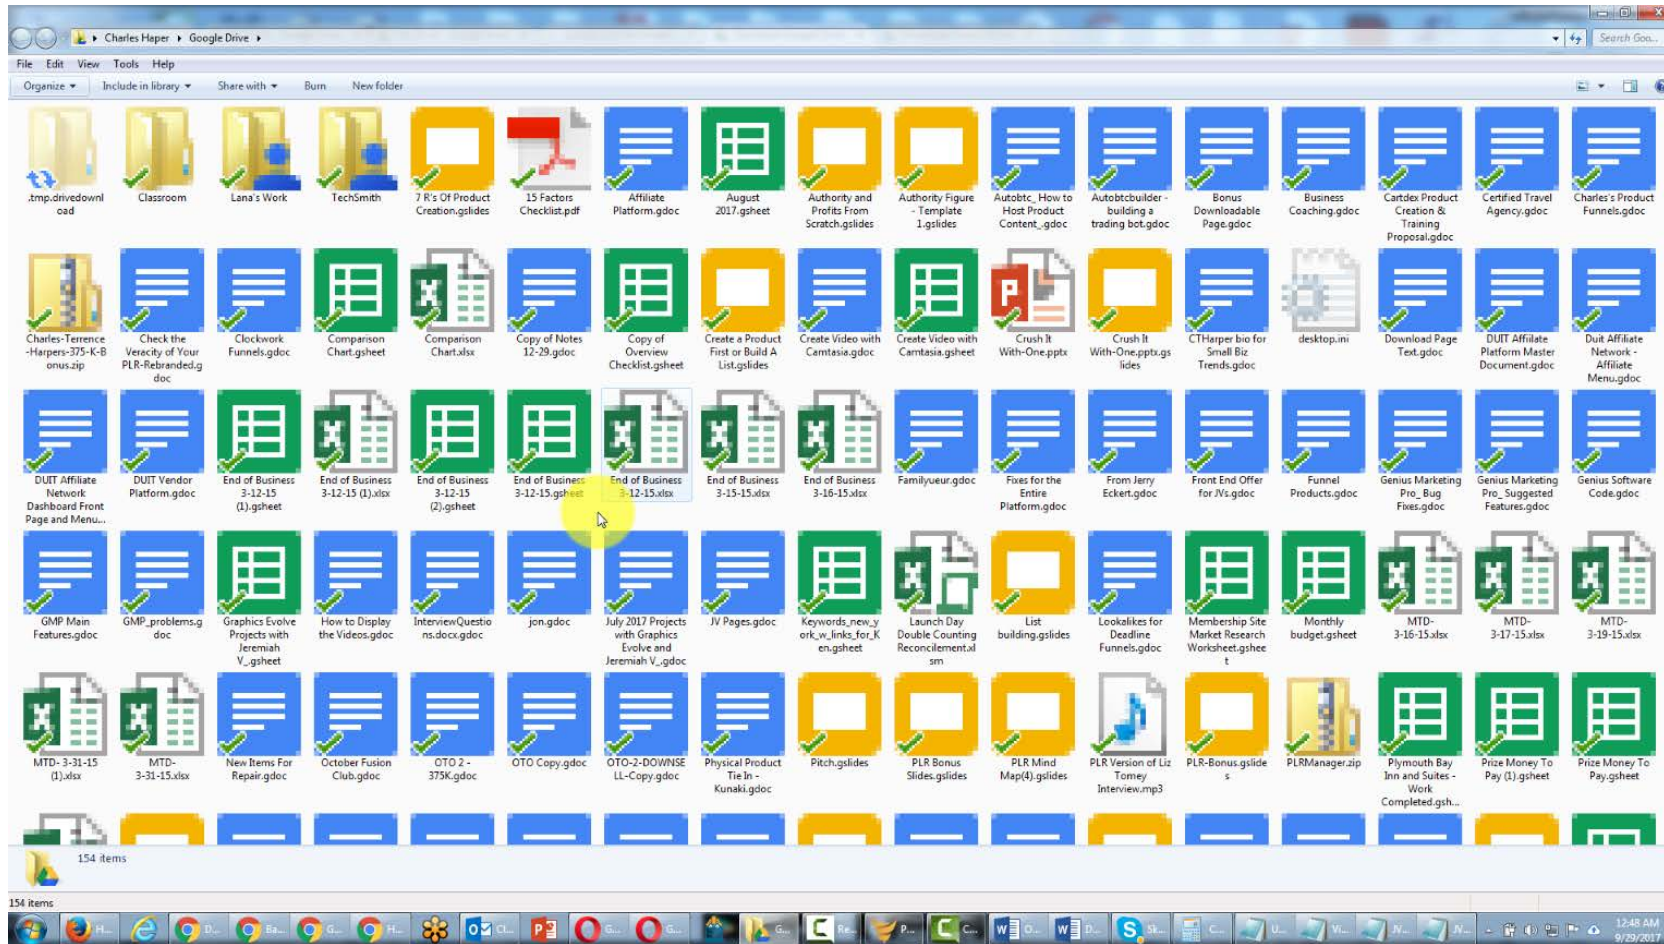 Charles Haper ▸ Google Drive ▸
Search Goo...
File Edit View Tools Help
Organize Include in library Share with Burn New folder
.tmp.drivedownl
oad
Classroom
Lana's Work
TechSmith
7 R's Of Product
Creation.gslides
15 Factors
Checklist.pdf
Affiliate
Platform.gdoc
August
2017.gsheet
Authority and
Profits From
Scratch.gslides
Authority Figure
- Template
1.gslides
Autobtc_ How to
Host Product
Content_.gdoc
Autobtcbuilder -
building a
trading bot.gdoc
Bonus
Downloadable
Page.gdoc
Business
Coaching.gdoc
Cartdex Product
Creation &
Training
Proposal.gdoc
Certified Travel
Agency.gdoc
Charles's Product
Funnels.gdoc
Charles-Terrence
-Harpers-375-K-B
onus.zip
Check the
Veracity of Your
PLR-Rebranded.g
doc
Clockwork
Funnels.gdoc
Comparison
Chart.gsheet
Comparison
Chart.xlsx
Copy of Notes
12-29.gdoc
Copy of
Overview
Checklist.gsheet
Create a Product
First or Build A
List.gslides
Create Video with
Camtasia.gdoc
Create Video with
Camtasia.gsheet
Crush It
With-One.pptx
Crush It
With-One.pptx.gs
lides
CTHarper bio for
Small Biz
Trends.gdoc
desktop.ini
Download Page
Text.gdoc
DUIT Affiilate
Platform Master
Document.gdoc
Duit Affiliate
Network -
Affiliate
Menu.gdoc
DUIT Affiliate
Network
Dashboard Front
Page and Menu...
DUIT Vendor
Platform.gdoc
End of Business
3-12-15
(1).gsheet
End of Business
3-12-15 (1).xlsx
End of Business
3-12-15
(2).gsheet
End of Business
3-12-15.gsheet
End of Business
3-12-15.xlsx
End of Business
3-15-15.xlsx
End of Business
3-16-15.xlsx
Familyueur.gdoc
Fixes for the
Entire
Platform.gdoc
From Jerry
Eckert.gdoc
Front End Offer
for JVs.gdoc
Funnel
Products.gdoc
Genius Marketing
Pro_ Bug
Fixes.gdoc
Genius Marketing
Pro_ Suggested
Features.gdoc
Genius Software
Code.gdoc
GMP Main
Features.gdoc
GMP_problems.g
doc
Graphics Evolve
Projects with
Jeremiah
V_.gsheet
How to Display
the Videos.gdoc
InterviewQuestio
ns.docx.gdoc
jon.gdoc
July 2017 Projects
with Graphics
Evolve and
Jeremiah V_.gdoc
JV Pages.gdoc
Keywords_new_y
ork_w_links_for_K
en.gsheet
Launch Day
Double Counting
Reconcilement.xl
sm
List
building.gslides
Lookalikes for
Deadline
Funnels.gdoc
Membership Site
Market Research
Worksheet.gshee
t
Monthly
budget.gsheet
MTD-
3-16-15.xlsx
MTD-
3-17-15.xlsx
MTD-
3-19-15.xlsx
MTD- 3-31-15
(1).xlsx
MTD-
3-31-15.xlsx
New Items For
Repair.gdoc
October Fusion
Club.gdoc
OTO 2 -
375K.gdoc
OTO Copy.gdoc
OTO-2-DOWNSE
LL-Copy.gdoc
Physical Product
Tie In -
Kunaki.gdoc
Pitch.gslides
PLR Bonus
Slides.gslides
PLR Mind
Map(4).gslides
PLR Version of Liz
Tomey
Interview.mp3
PLR-Bonus.gslide
s
PLRManager.zip
Plymouth Bay
Inn and Suites -
Work
Completed.gsh...
Prize Money To
Pay (1).gsheet
Prize Money To
Pay.gsheet
154 items
154 items
12:48 AM
9/29/2017